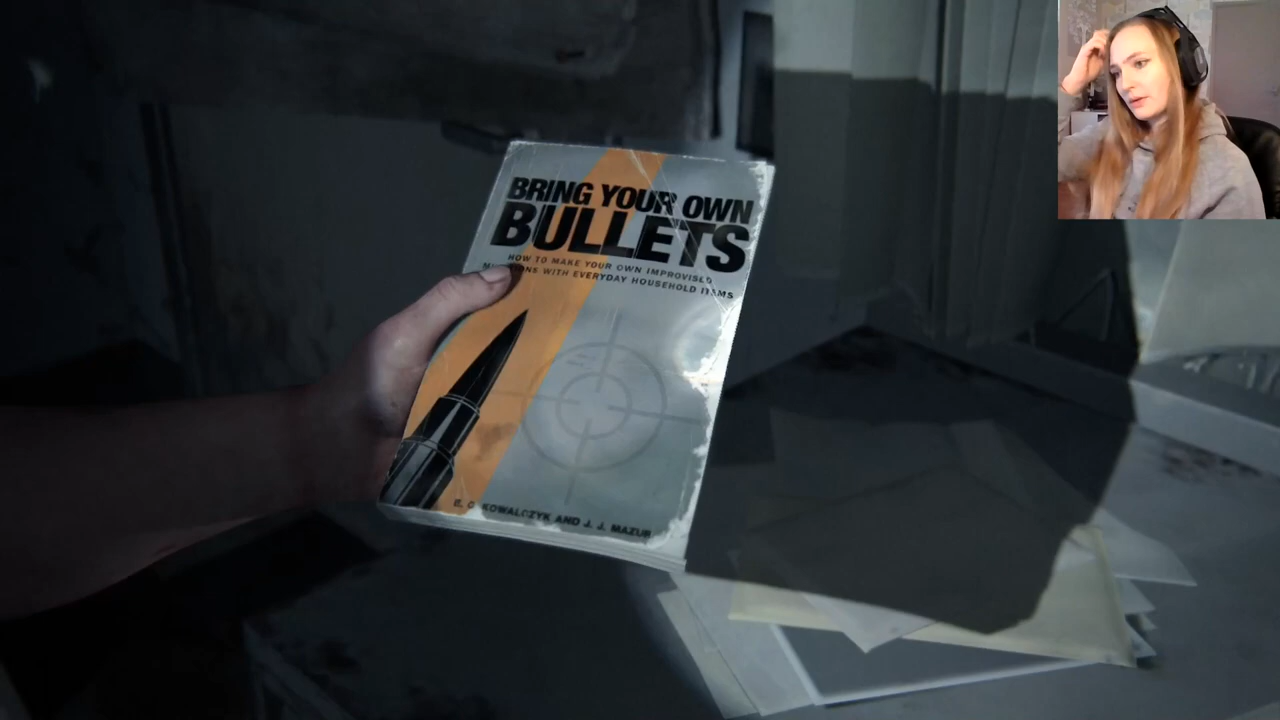 BRING YOUR OWN
BULLETS
HOW TO MAKE YOUR OWN IMPROVISED
WITH EVERYDAY HOUSEHOLD ITEMS
KOWALCZYK AND J. J. MAZUR